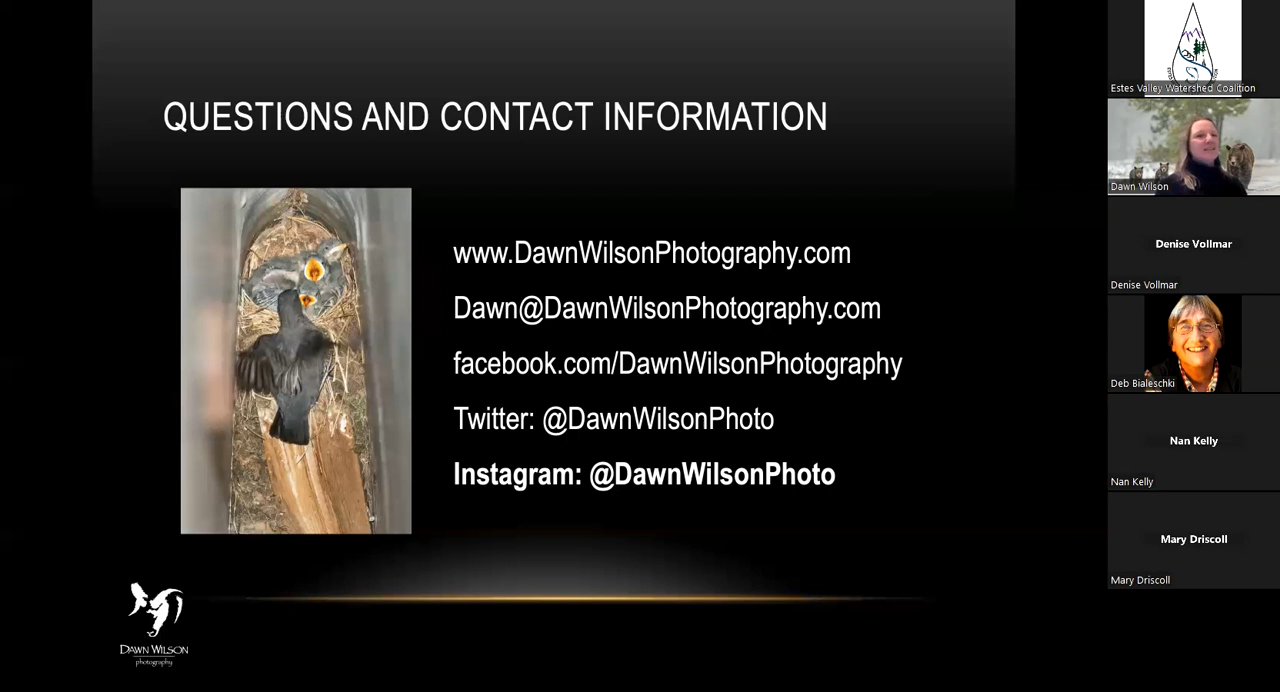 QUESTIONS AND CONTACT INFORMATION
www.DawnWilsonPhotography.com
Dawn@DawnWilsonPhotography.com
facebook.com/DawnWilsonPhotography
Twitter: @DawnWilsonPhoto
Instagram: @DawnWilsonPhoto
DAWN WILSON
photography
Estes Valley Watershed Coalition
Dawn Wilson
Denise Vollmar
Denise Vollmar
Deb Bialeschki
Nan Kelly
Nan Kelly
Mary Driscoll
Mary Driscoll